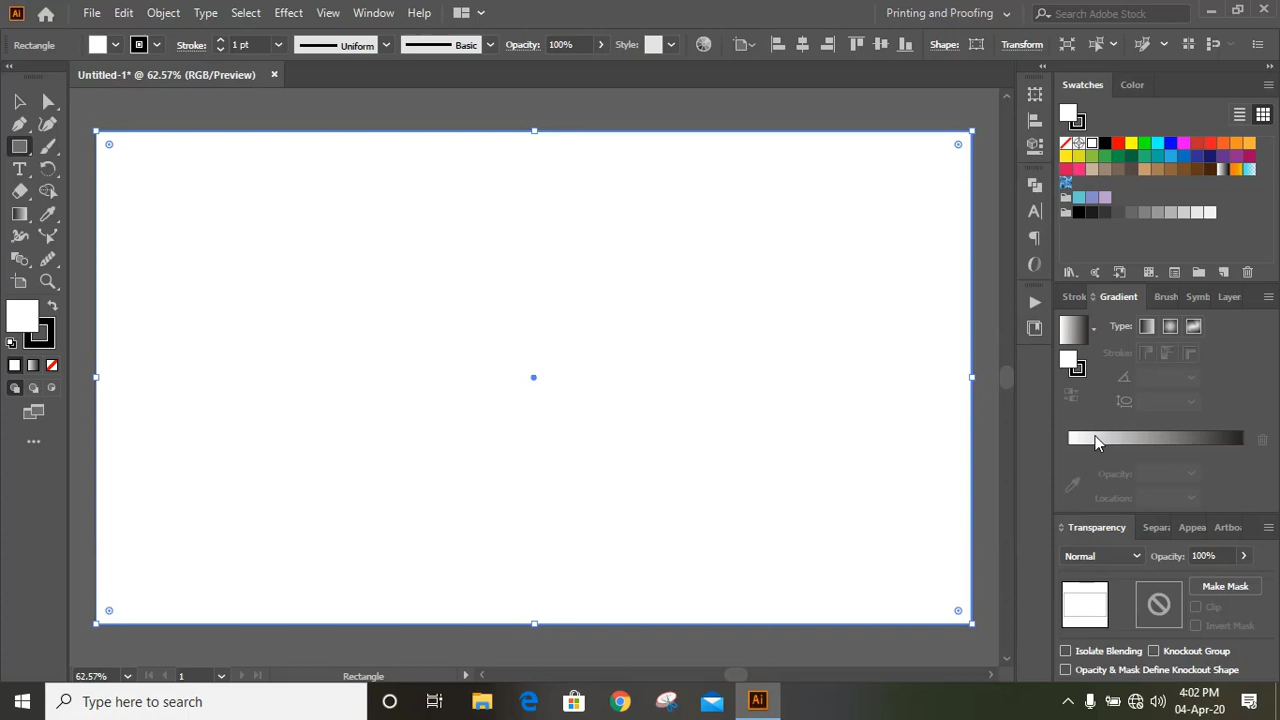 Ai File Edit Object Type Select Effect View Window Help Printing and Proofing Search Adobe Stock
Rectangle Stroke: 1 pt Uniform Basic Opacity: 100% Style: Shape: Transform
Untitled-1* @ 62.57% (RGB/Preview) ×
Swatches Color
Strok Gradient Brush Symb Layer
Type:
Stroke:
Opacity:
Location:
Transparency Separ Appea Artbo
Normal Opacity: 100%
Make Mask
Clip
Invert Mask
Isolate Blending Knockout Group
Opacity & Mask Define Knockout Shape
62.57% 1 Rectangle
Type here to search Ai 4:02 PM
04-Apr-20